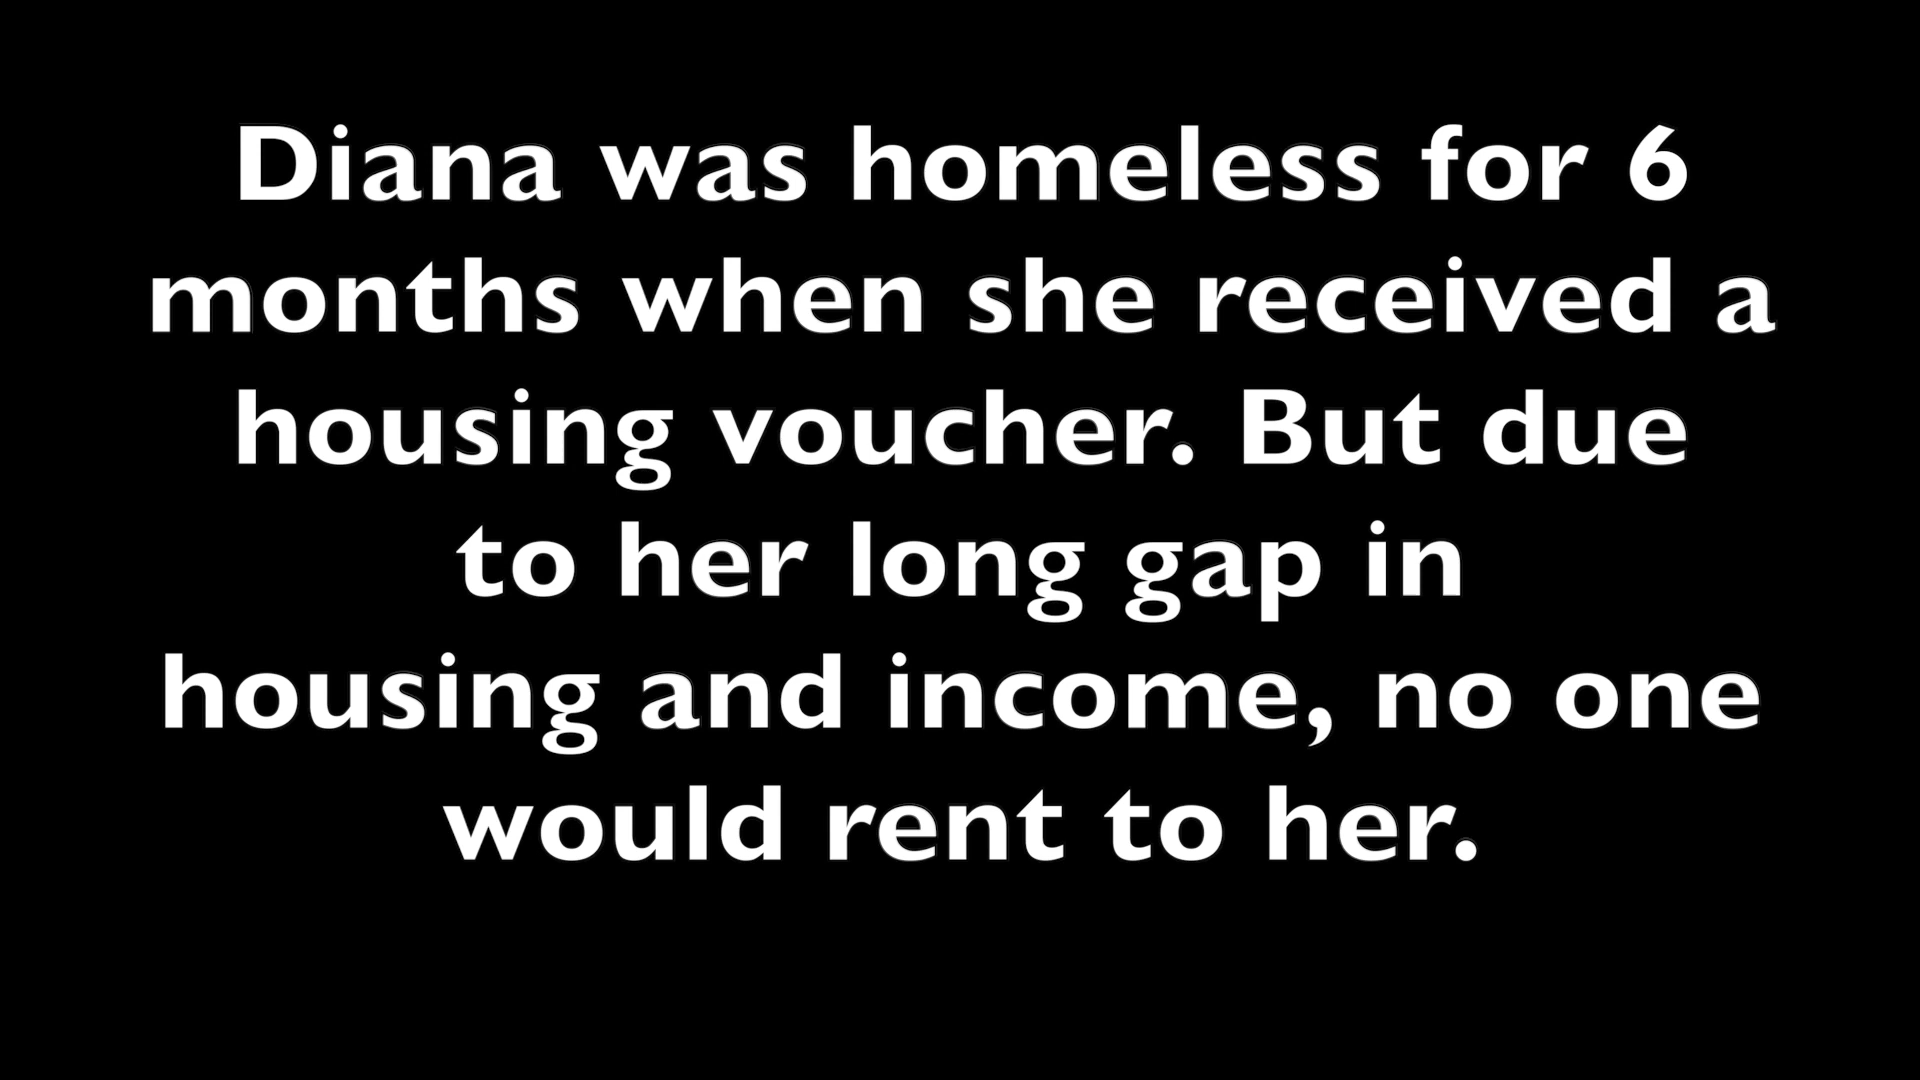 Diana was homeless for 6
months when she received a
housing voucher. But due
to her long gap in
housing and income, no one
would rent to her.